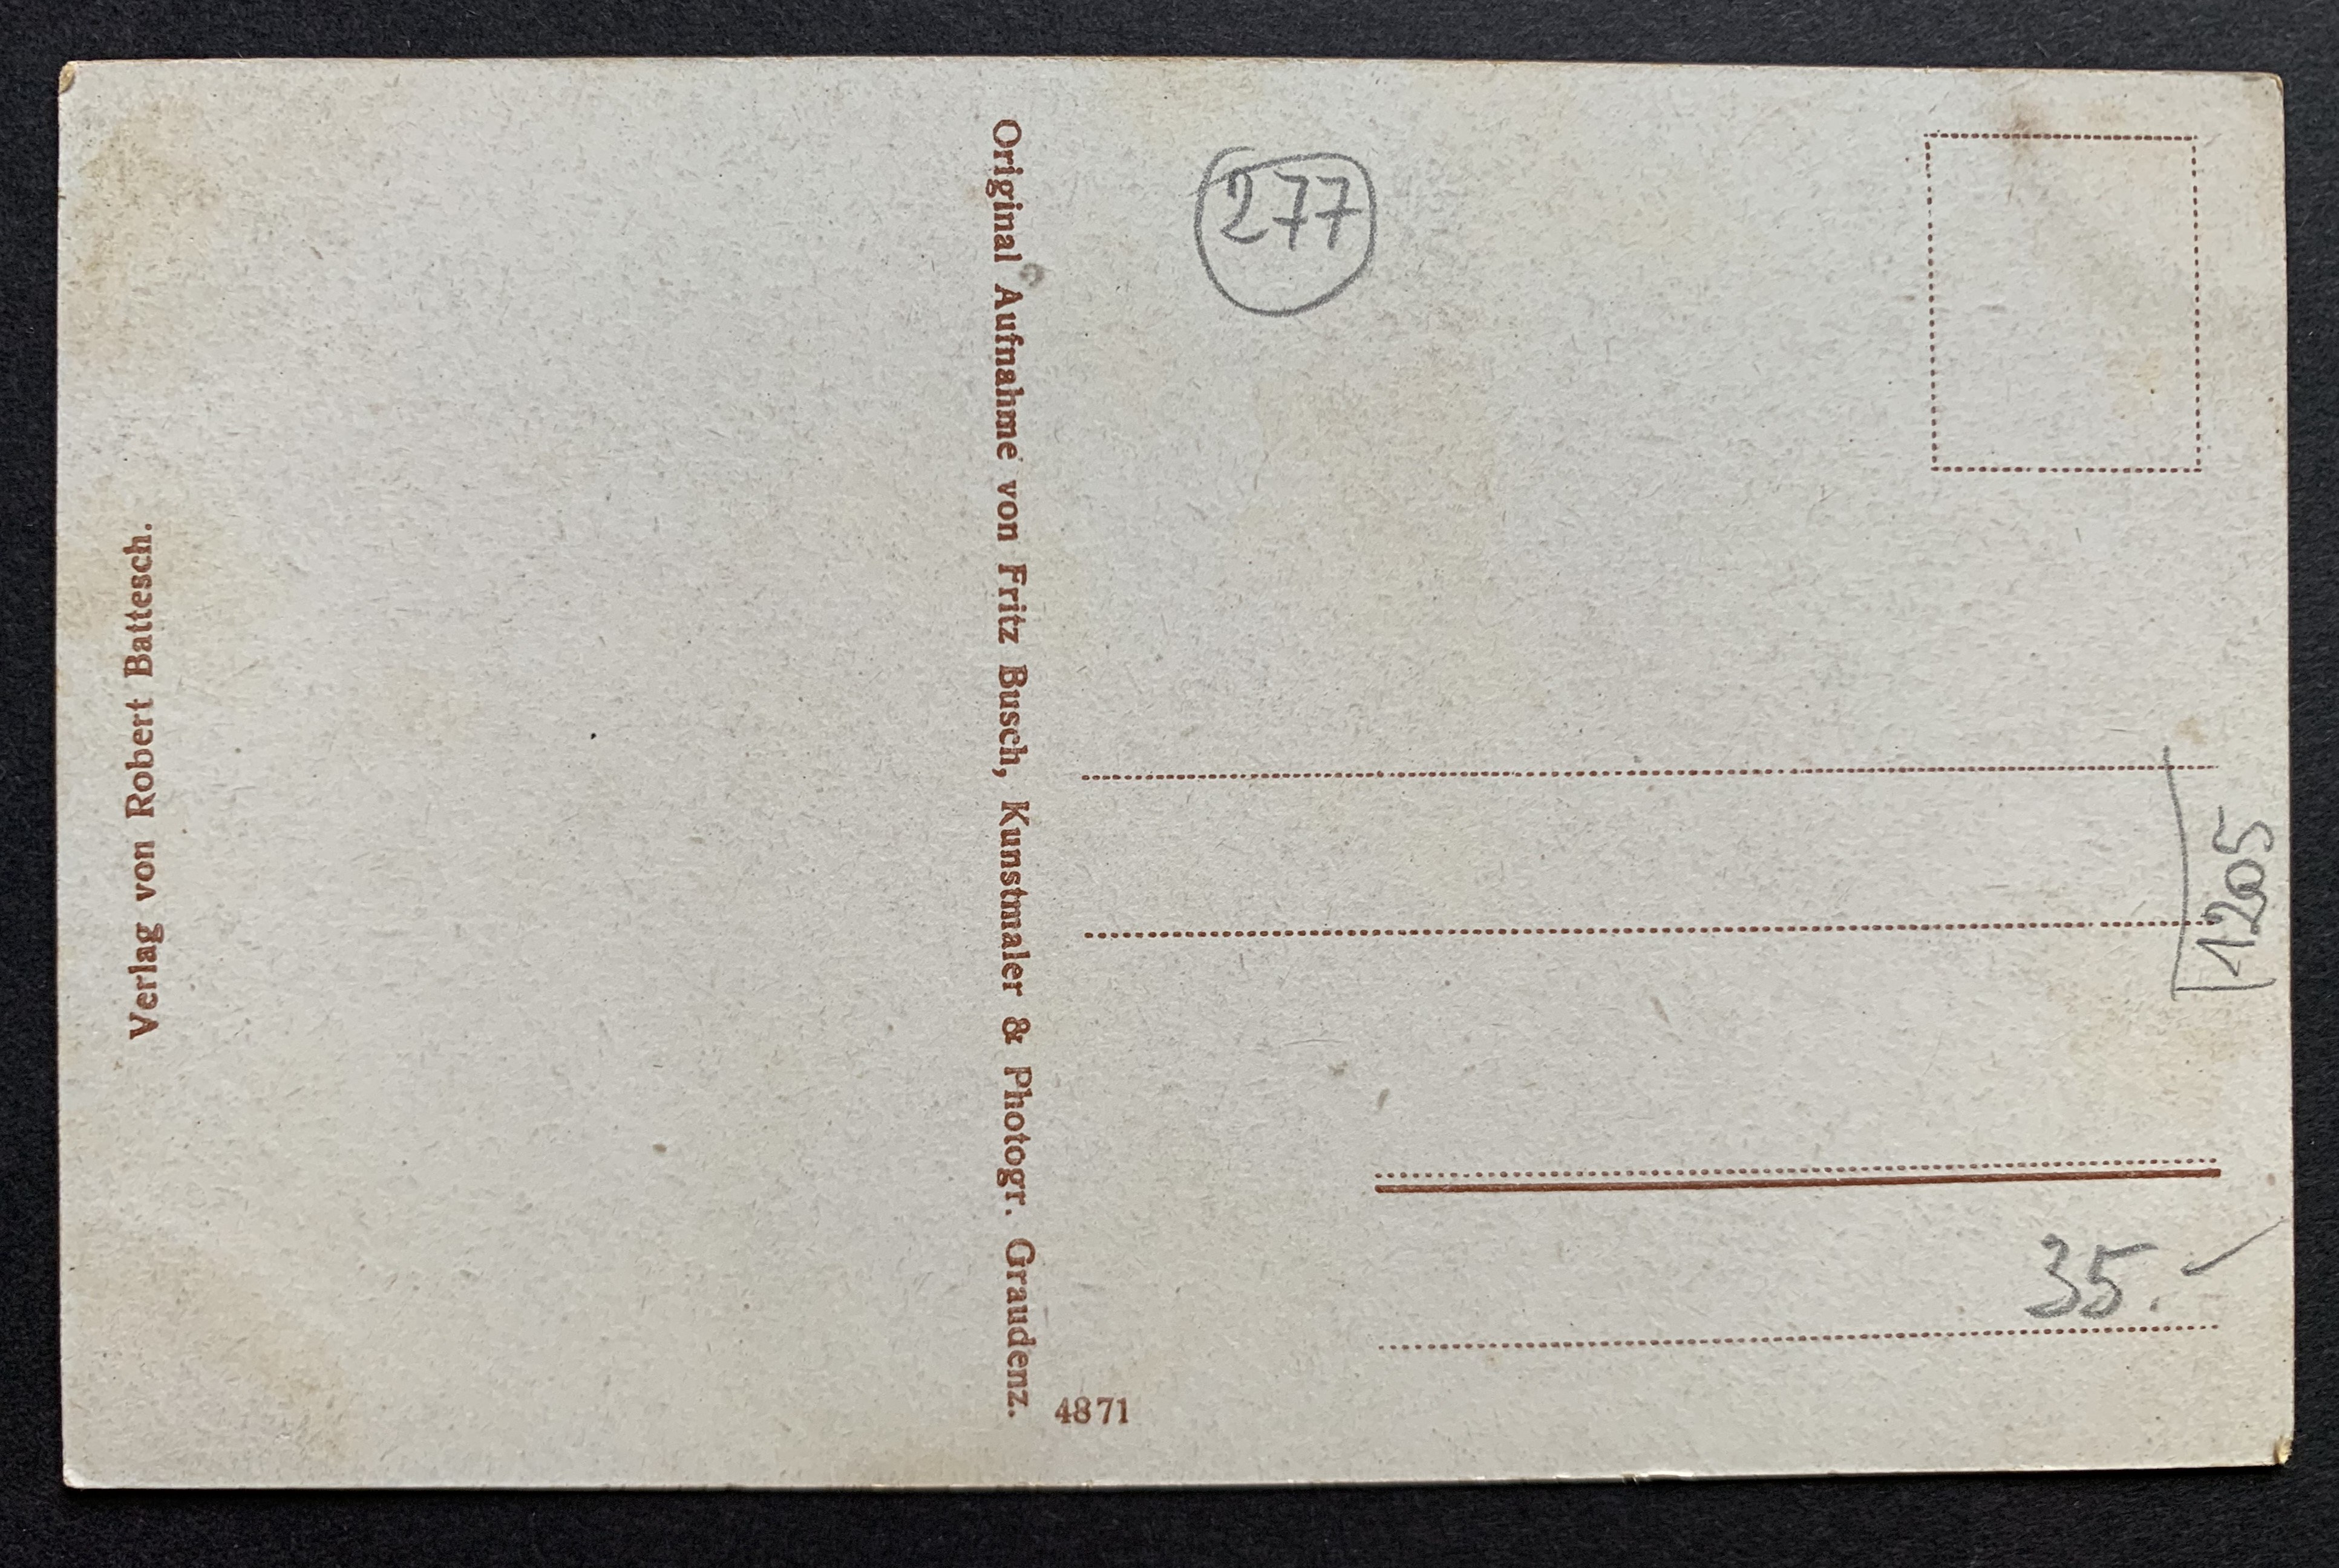 Verlag von Robert Battesch.
Original Aufnahme von Fritz Busch, Kunstmaler & Photogr. Graudenz.
277
1205
35.-
4871